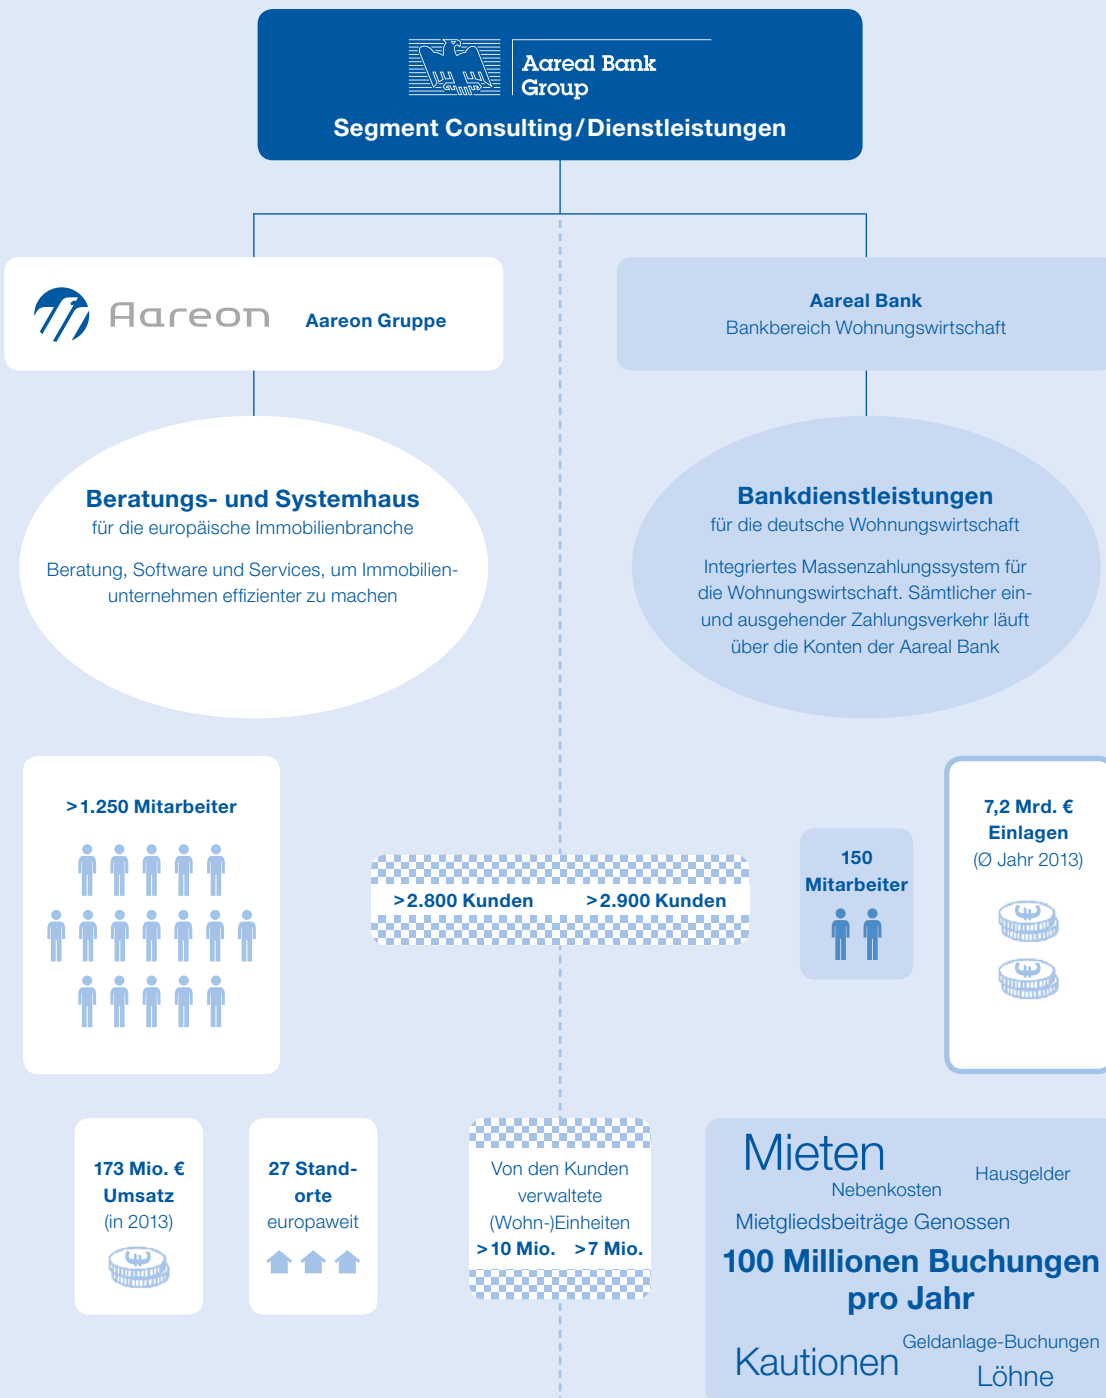 Aareal Bank
Group
Segment Consulting/Dienstleistungen
Aareon
Aareon Gruppe
Aareal Bank
Bankbereich Wohnungswirtschaft
Beratungs- und Systemhaus
für die europäische Immobilienbranche
Beratung, Software und Services, um Immobilien-
unternehmen effizienter zu machen
Bankdienstleistungen
für die deutsche Wohnungswirtschaft
Integriertes Massenzahlungssystem für
die Wohnungswirtschaft. Sämtlicher ein-
und ausgehender Zahlungsverkehr läuft
über die Konten der Aareal Bank
>1.250 Mitarbeiter
>2.800 Kunden
>2.900 Kunden
150
Mitarbeiter
7,2 Mrd. €
Einlagen
(Ø Jahr 2013)
173 Mio. €
Umsatz
(in 2013)
27 Stand-
orte
europaweit
Von den Kunden
verwaltete
(Wohn-)Einheiten
>10 Mio. >7 Mio.
Mieten
Hausgelder
Nebenkosten
Mietgliedsbeiträge Genossen
100 Millionen Buchungen
pro Jahr
Geldanlage-Buchungen
Kautionen
Löhne